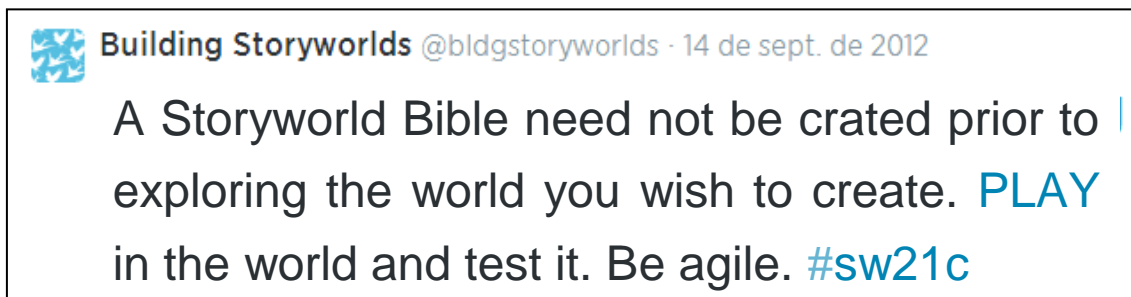 Building Storyworlds @bldgstoryworlds · 14 de sept. de 2012
A Storyworld Bible need not be crated prior to
exploring the world you wish to create. PLAY
in the world and test it. Be agile. #sw21c